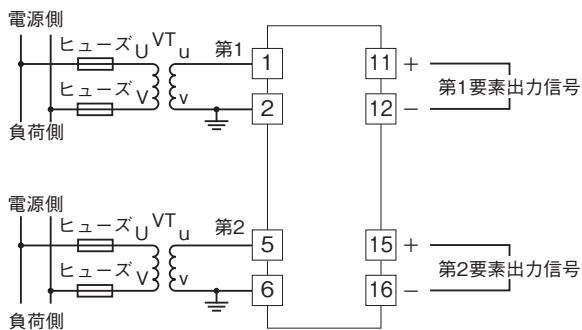 電源側
ヒューズ U VT u 第1 1 11 +
第1要素出力信号
ヒューズ V v 2 12 −
負荷側
電源側
ヒューズ U VT u 第2 5 15 +
第2要素出力信号
ヒューズ V v 6 16 −
負荷側